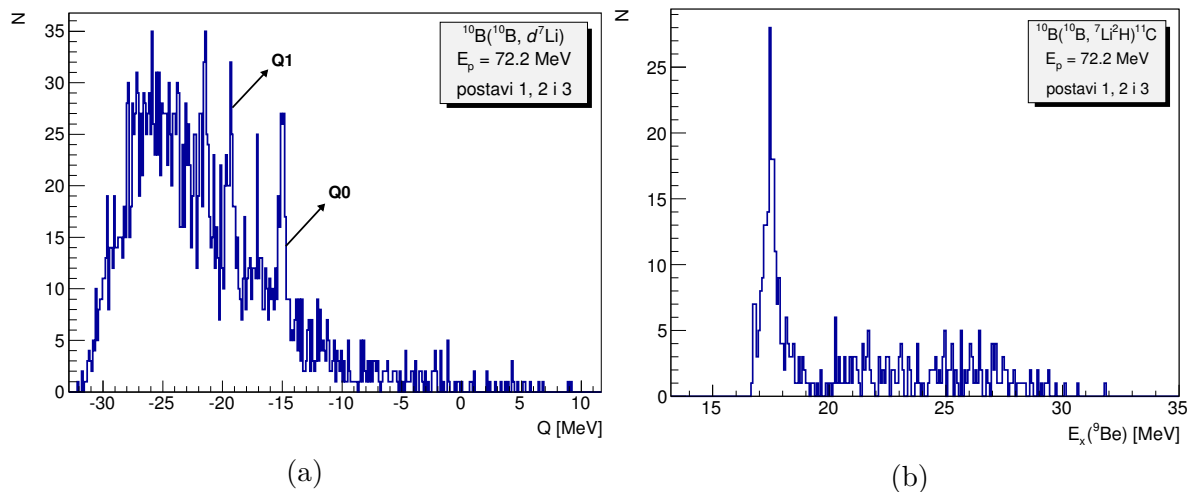 N
35
30
25
20
15
10
5
0
¹⁰B(¹⁰B, d⁷Li)
Eₚ = 72.2 MeV
postavi 1, 2 i 3
Q1
Q0
-30 -25 -20 -15 -10 -5 0 5 10
Q [MeV]
(a)
N
25
20
15
10
5
0
¹⁰B(¹⁰B, ⁷Li²H)¹¹C
Eₚ = 72.2 MeV
postavi 1, 2 i 3
15 20 25 30 35
Eₓ(⁹Be) [MeV]
(b)